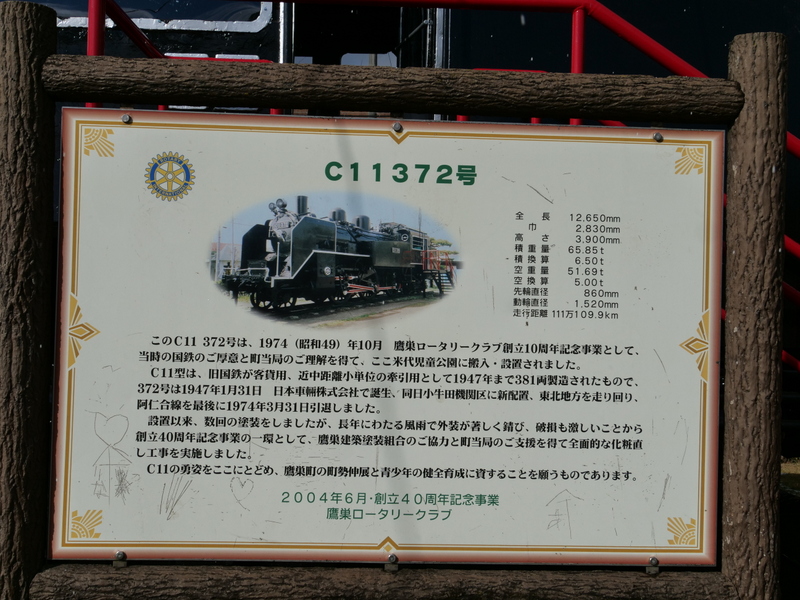 C11372号
全長 12.650mm
巾 2.830mm
高さ 3.900mm
積重量 65.85t
積換算 6.50t
空重量 51.69t
空換算 5.00t
先輪直径 860mm
動輪直径 1.520mm
走行距離 111万109.9km
このC11 372号は、1974（昭和49）年10月 鷹巣ロータリークラブ創立10周年記念事業として、
当時の国鉄のご厚意と町当局のご理解を得て、ここ米代児童公園に搬入・設置されました。
C11型は、旧国鉄が客貨用、近中距離小単位の牽引用として1947年まで381両製造されたもので、
372号は1947年1月31日 日本車輛株式会社で誕生、同日小牛田機関区に新配置、東北地方を走り回り、
阿仁合線を最後に1974年3月31日引退しました。
設置以来、数回の塗装をしましたが、長年にわたる風雨で外装が著しく錆び、破損も激しいことから
創立40周年記念事業の一環として、鷹巣建築塗装組合のご協力と町当局のご支援を得て全面的な化粧直
し工事を実施しました。
C11の勇姿をここにとどめ、鷹巣町の町勢伸展と青少年の健全育成に資することを願うものであります。
2004年6月・創立40周年記念事業
鷹巣ロータリークラブ